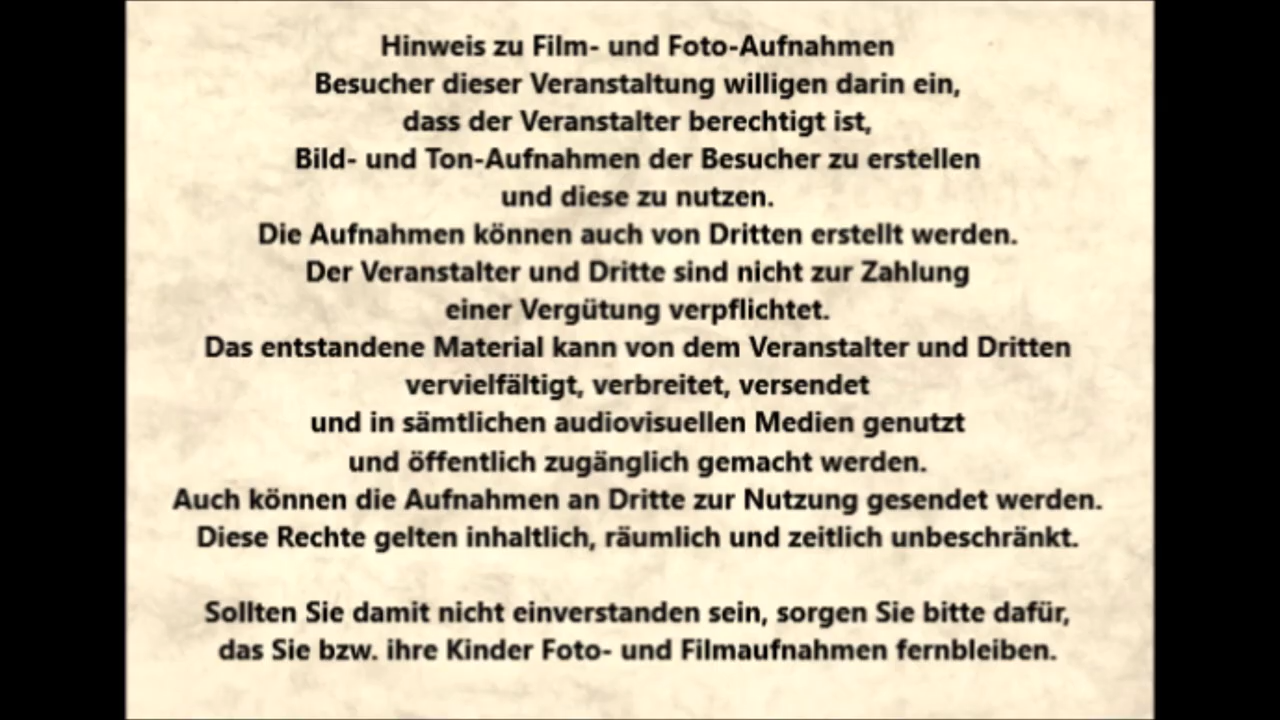 Hinweis zu Film- und Foto-Aufnahmen
Besucher dieser Veranstaltung willigen darin ein,
dass der Veranstalter berechtigt ist,
Bild- und Ton-Aufnahmen der Besucher zu erstellen
und diese zu nutzen.
Die Aufnahmen können auch von Dritten erstellt werden.
Der Veranstalter und Dritte sind nicht zur Zahlung
einer Vergütung verpflichtet.
Das entstandene Material kann von dem Veranstalter und Dritten
vervielfältigt, verbreitet, versendet
und in sämtlichen audiovisuellen Medien genutzt
und öffentlich zugänglich gemacht werden.
Auch können die Aufnahmen an Dritte zur Nutzung gesendet werden.
Diese Rechte gelten inhaltlich, räumlich und zeitlich unbeschränkt.
Sollten Sie damit nicht einverstanden sein, sorgen Sie bitte dafür,
das Sie bzw. ihre Kinder Foto- und Filmaufnahmen fernbleiben.